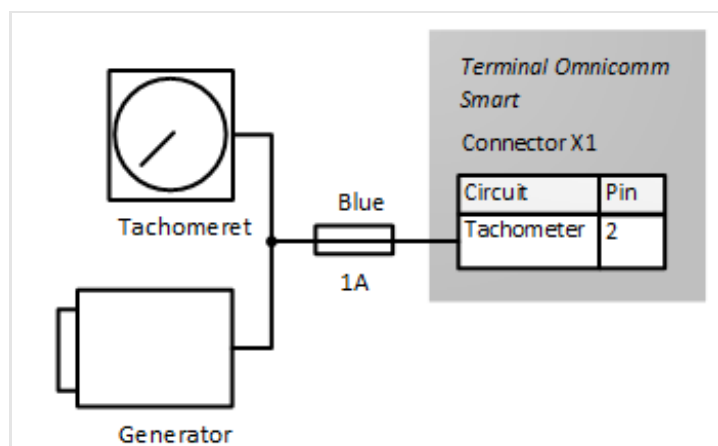 Terminal Omnicomm
Smart
Connector X1
Circuit Pin
Tachometer 2
Tachomeret
Blue
1A
Generator